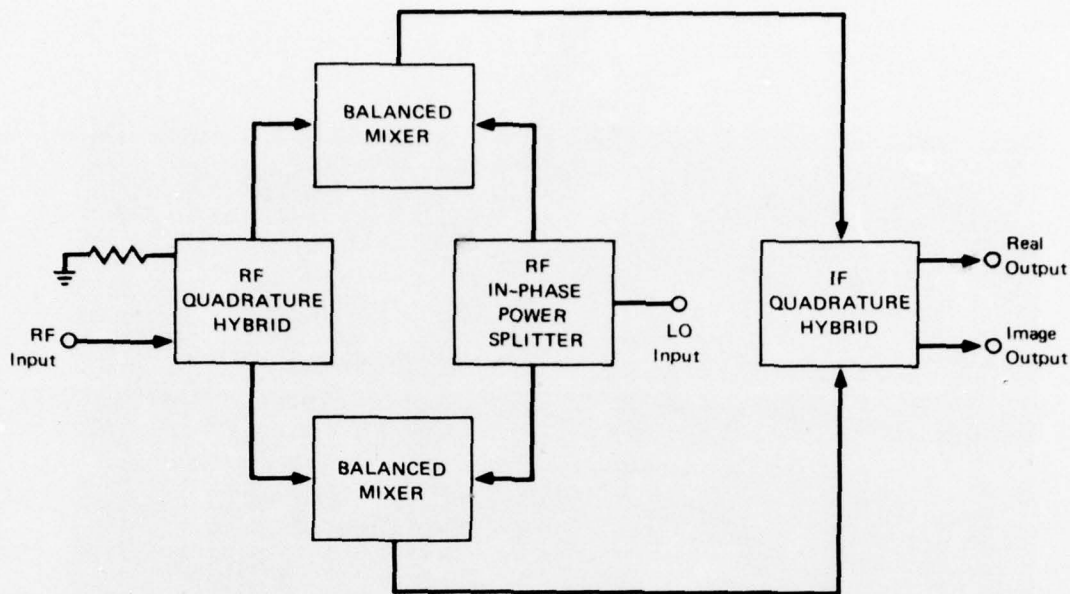 BALANCED
MIXER
RF
QUADRATURE
HYBRID
RF
Input
RF
IN-PHASE
POWER
SPLITTER
LO
Input
IF
QUADRATURE
HYBRID
Real
Output
Image
Output
BALANCED
MIXER